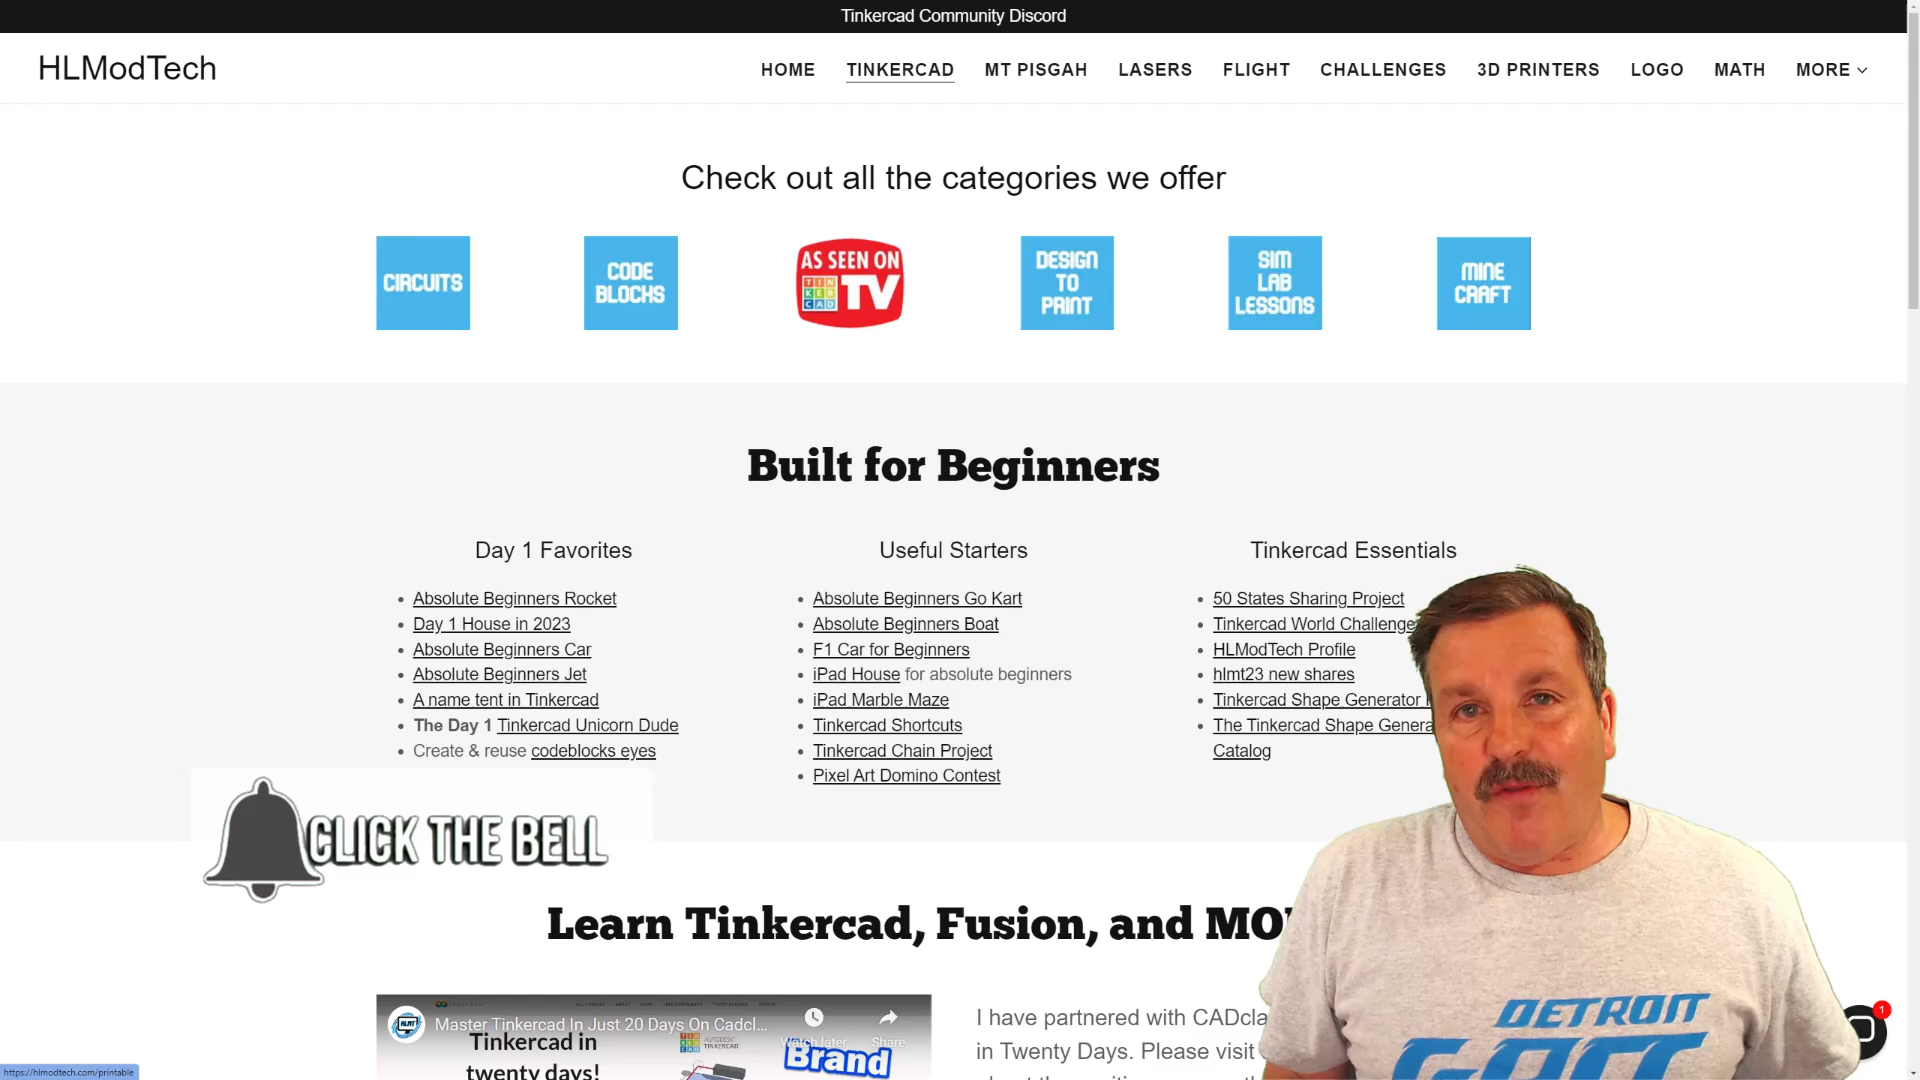 Tinkercad Community Discord
HLModTech
HOME
TINKERCAD
MT PISGAH
LASERS
FLIGHT
CHALLENGES
3D PRINTERS
LOGO
MATH
MORE
Check out all the categories we offer
CIRCUITS
CODE
BLOCKS
AS SEEN ON
TIN
KER
CAD
TV
DESIGN
TO
PRINT
SIM
LAB
LESSONS
MINE
CRAFT
Built for Beginners
Day 1 Favorites
Absolute Beginners Rocket
Day 1 House in 2023
Absolute Beginners Car
Absolute Beginners Jet
A name tent in Tinkercad
The Day 1 Tinkercad Unicorn Dude
Create & reuse codeblocks eyes
Useful Starters
Absolute Beginners Go Kart
Absolute Beginners Boat
F1 Car for Beginners
iPad House for absolute beginners
iPad Marble Maze
Tinkercad Shortcuts
Tinkercad Chain Project
Pixel Art Domino Contest
Tinkercad Essentials
50 States Sharing Project
Tinkercad World Challenge
HLModTech Profile
hlmt23 new shares
Tinkercad Shape Generator
The Tinkercad Shape Genera
Catalog
CLICK THE BELL
Learn Tinkercad, Fusion, and MO
HLMT
Master Tinkercad In Just 20 Days On Cadcl...
Watch later
Share
Tinkercad in
twenty days!
AUTODESK
TINKERCAD
Brand
I have partnered with CADcla
in Twenty Days. Please visit
DETROIT
1
https://hlmodtech.com/printable